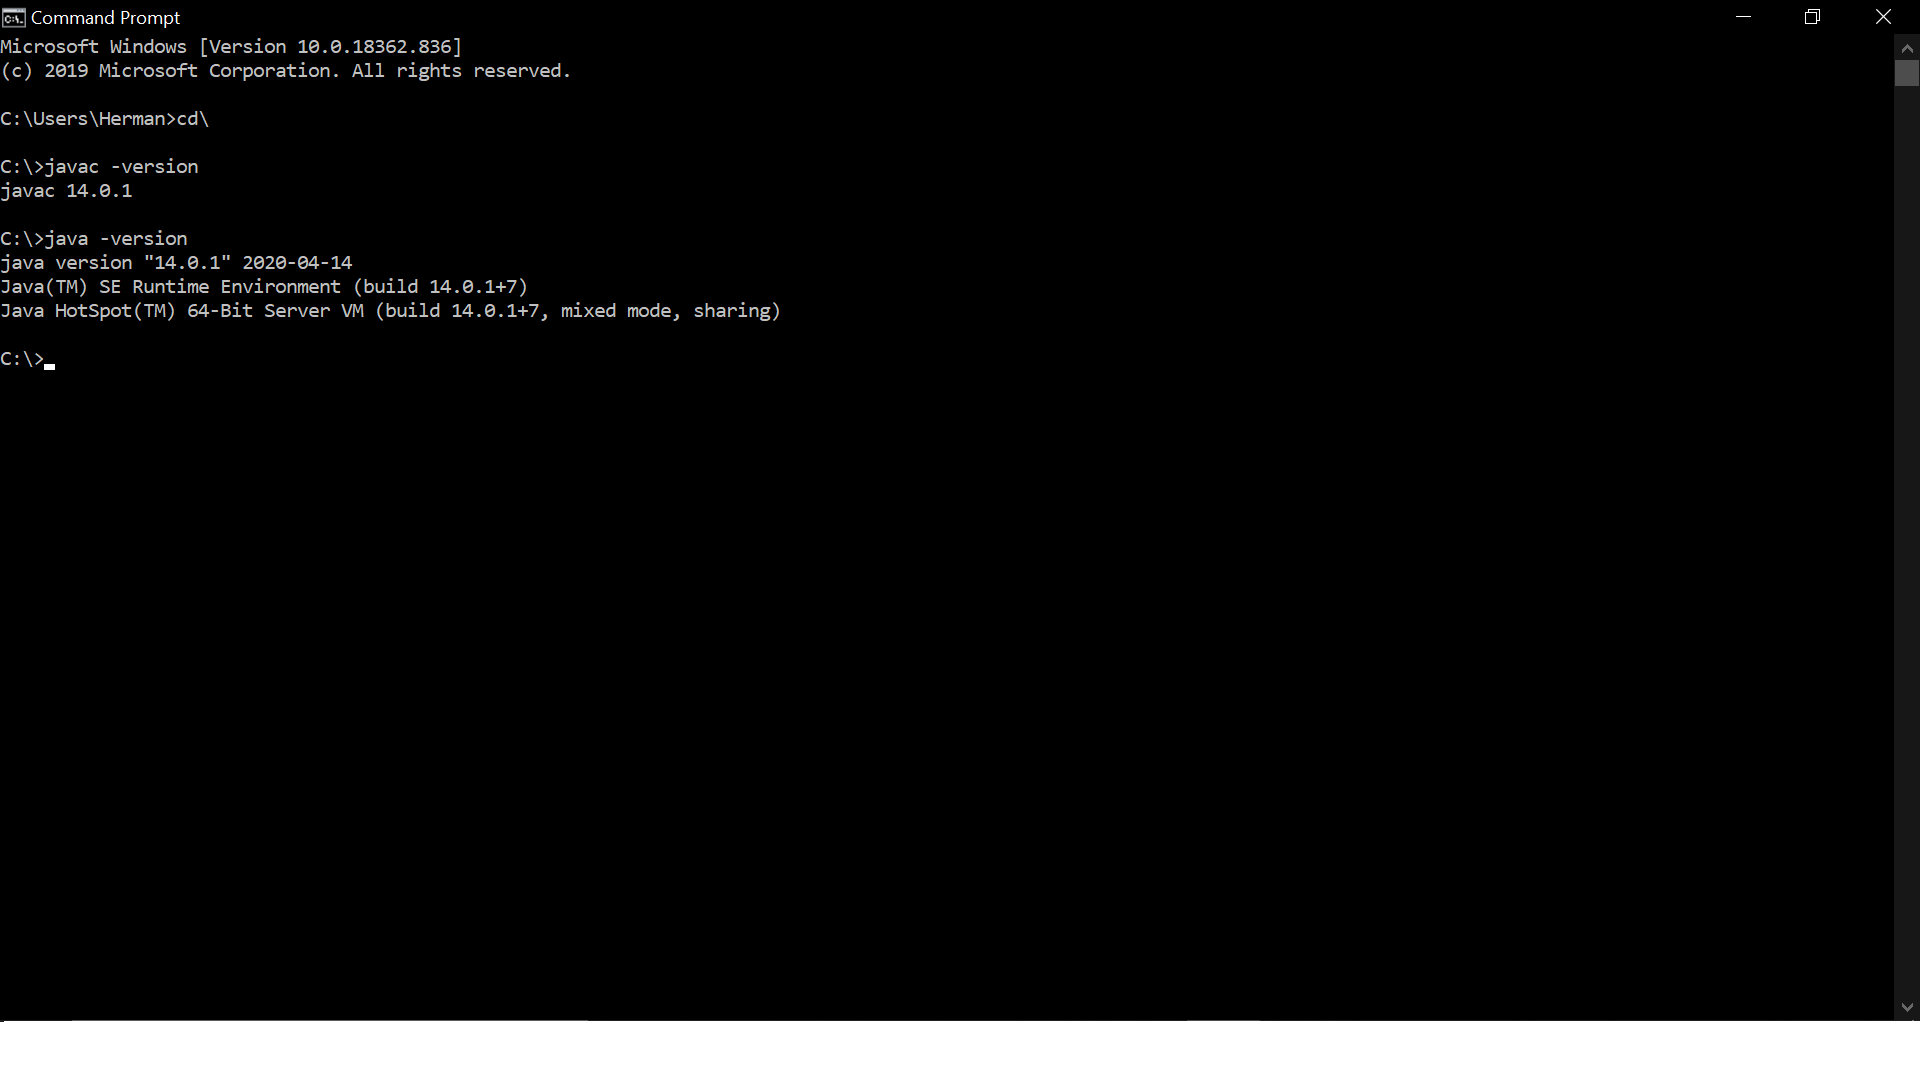 Command Prompt
Microsoft Windows [Version 10.0.18362.836]
(c) 2019 Microsoft Corporation. All rights reserved.
C:\Users\Herman>cd\
C:\>javac -version
javac 14.0.1
C:\>java -version
java version "14.0.1" 2020-04-14
Java(TM) SE Runtime Environment (build 14.0.1+7)
Java HotSpot(TM) 64-Bit Server VM (build 14.0.1+7, mixed mode, sharing)
C:\>